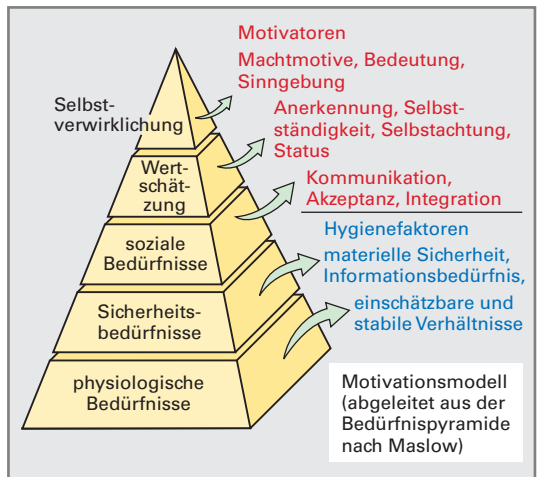 Motivatoren
Machtmotive, Bedeutung,
Sinngebung
Selbst-
verwirklichung
Anerkennung, Selbst-
ständigkeit, Selbstachtung,
Status
Wert-
schät-
zung
Kommunikation,
Akzeptanz, Integration
soziale
Bedürfnisse
Hygienefaktoren
materielle Sicherheit,
Informationsbedürfnis,
Sicherheits-
bedürfnisse
einschätzbare und
stabile Verhältnisse
physiologische
Bedürfnisse
Motivationsmodell
(abgeleitet aus der
Bedürfnispyramide
nach Maslow)